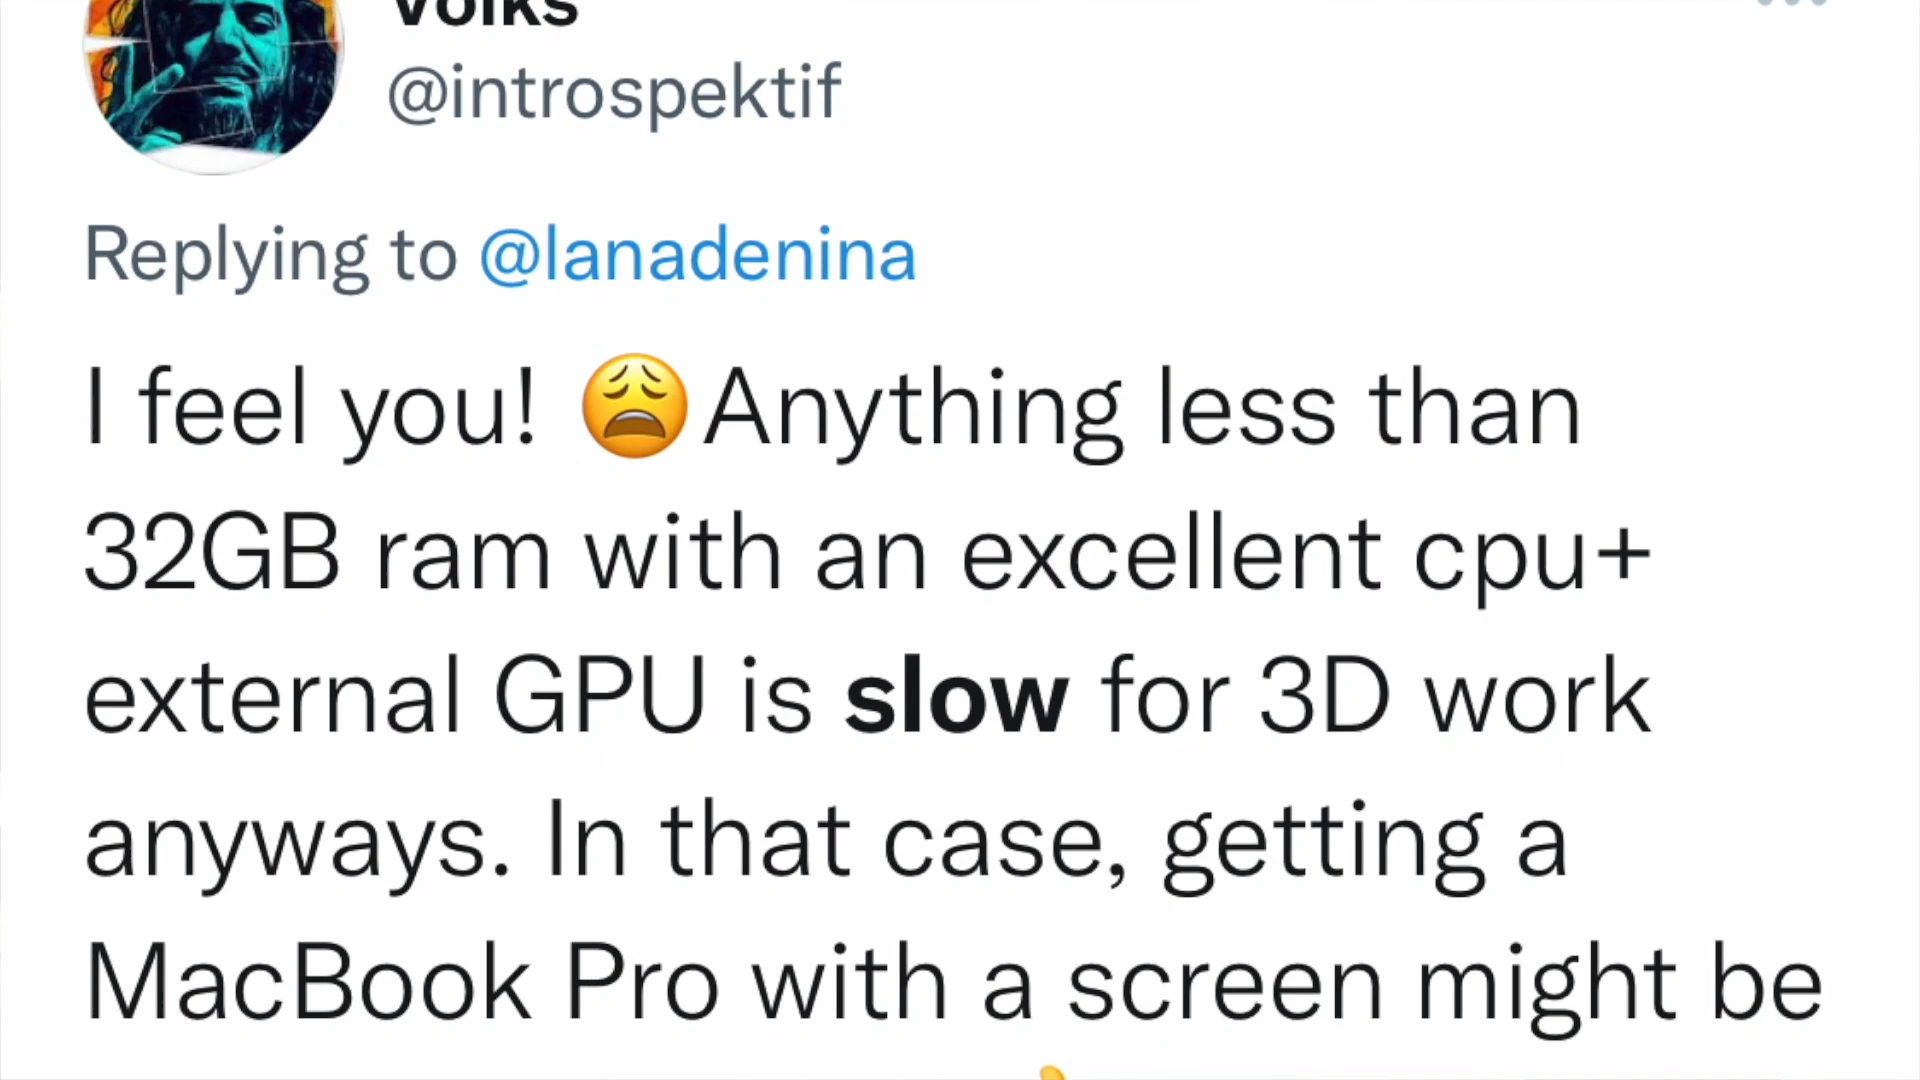 Volks
@introspektif
Replying to @lanadenina
I feel you! 😩Anything less than
32GB ram with an excellent cpu+
external GPU is slow for 3D work
anyways. In that case, getting a
MacBook Pro with a screen might be